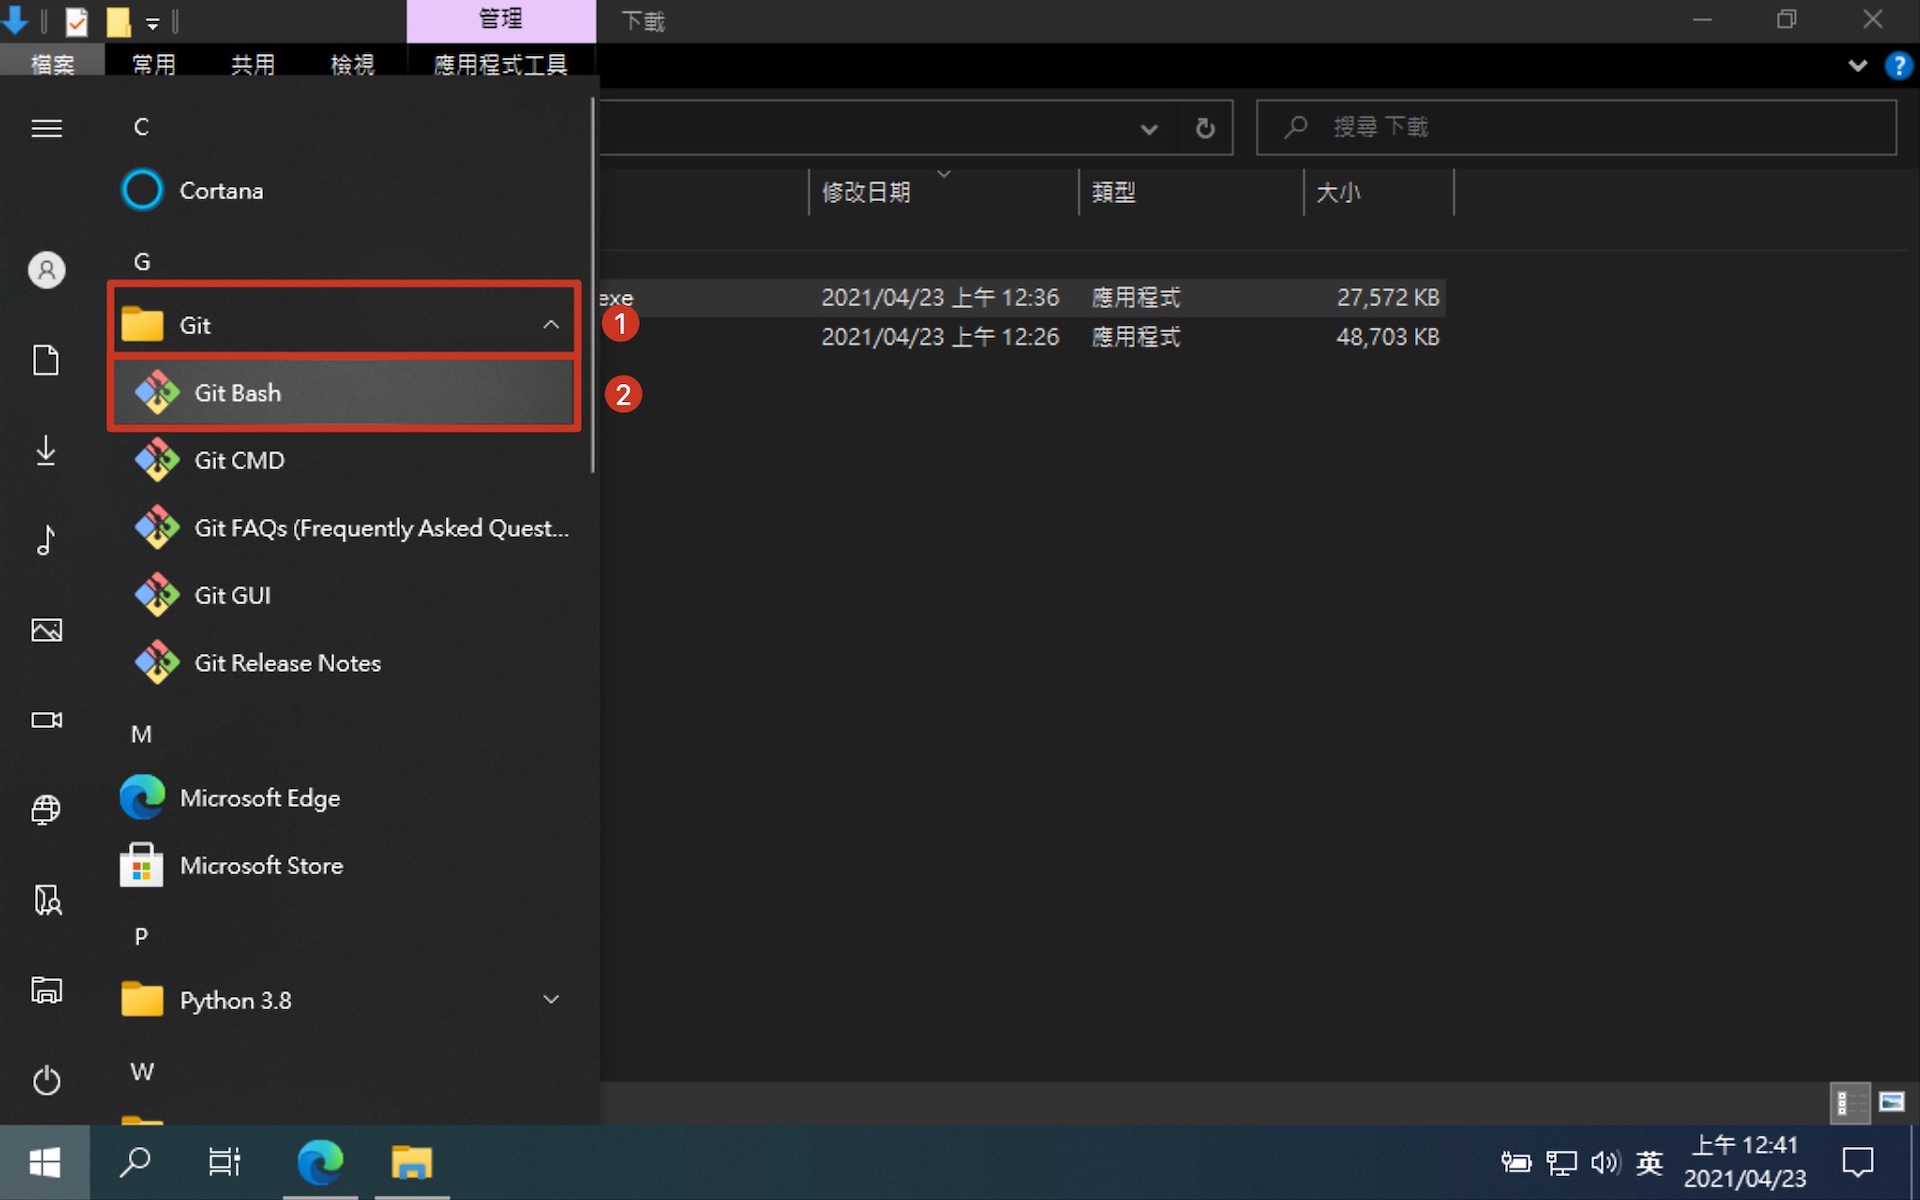 管理
下載
檔案 常用 共用 檢視 應用程式工具
?
搜尋 下載
修改日期 類型 大小
exe 2021/04/23 上午 12:36 應用程式 27,572 KB
2021/04/23 上午 12:26 應用程式 48,703 KB
C
Cortana
G
Git
1
Git Bash
2
Git CMD
Git FAQs (Frequently Asked Quest...
Git GUI
Git Release Notes
M
Microsoft Edge
Microsoft Store
P
Python 3.8
W
英
上午 12:41
2021/04/23